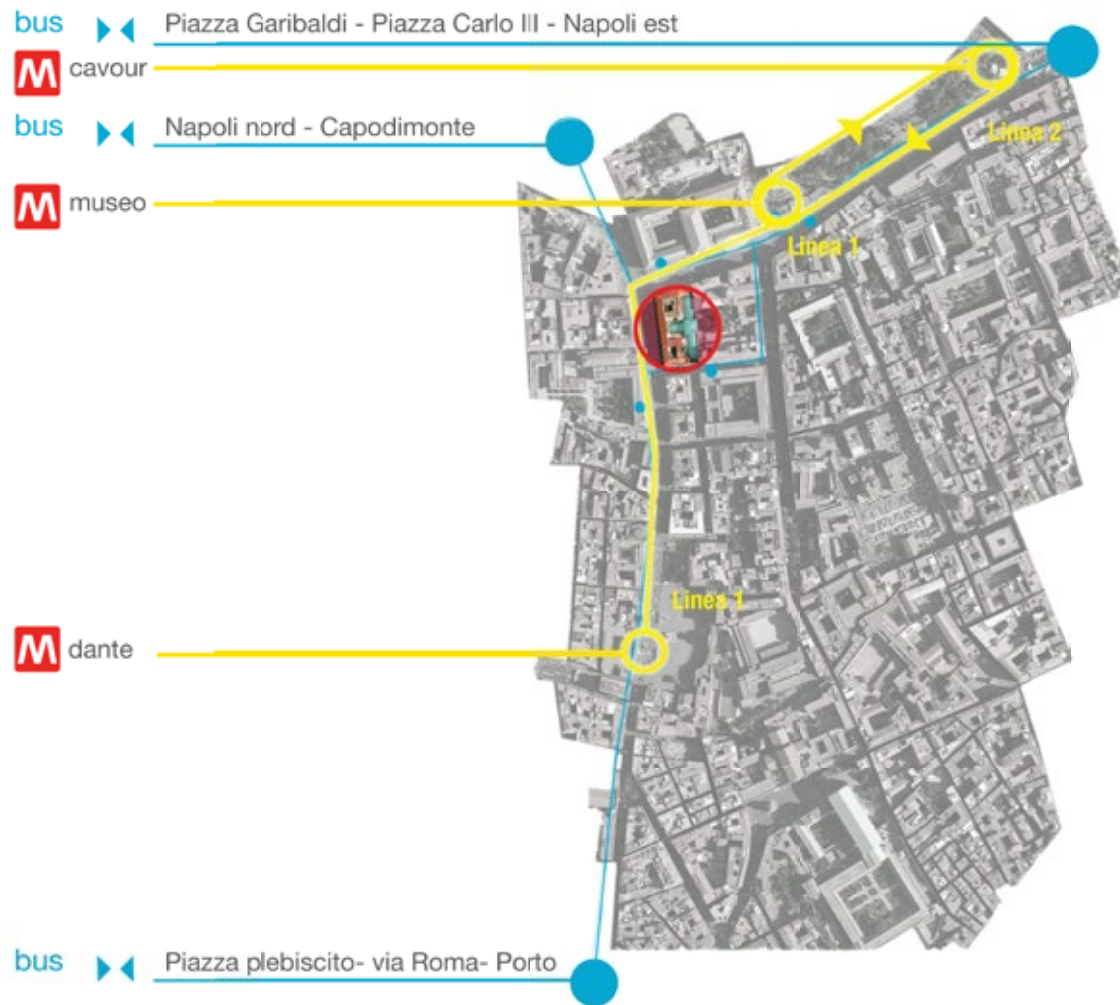 bus Piazza Garibaldi - Piazza Carlo III - Napoli est
M cavour
bus Napoli nord - Capodimonte
Linea 2
M museo
Linea 1
Linea 1
M dante
bus Piazza plebiscito- via Roma- Porto